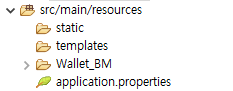 src/main/resources
static
templates
Wallet_BM
application.properties